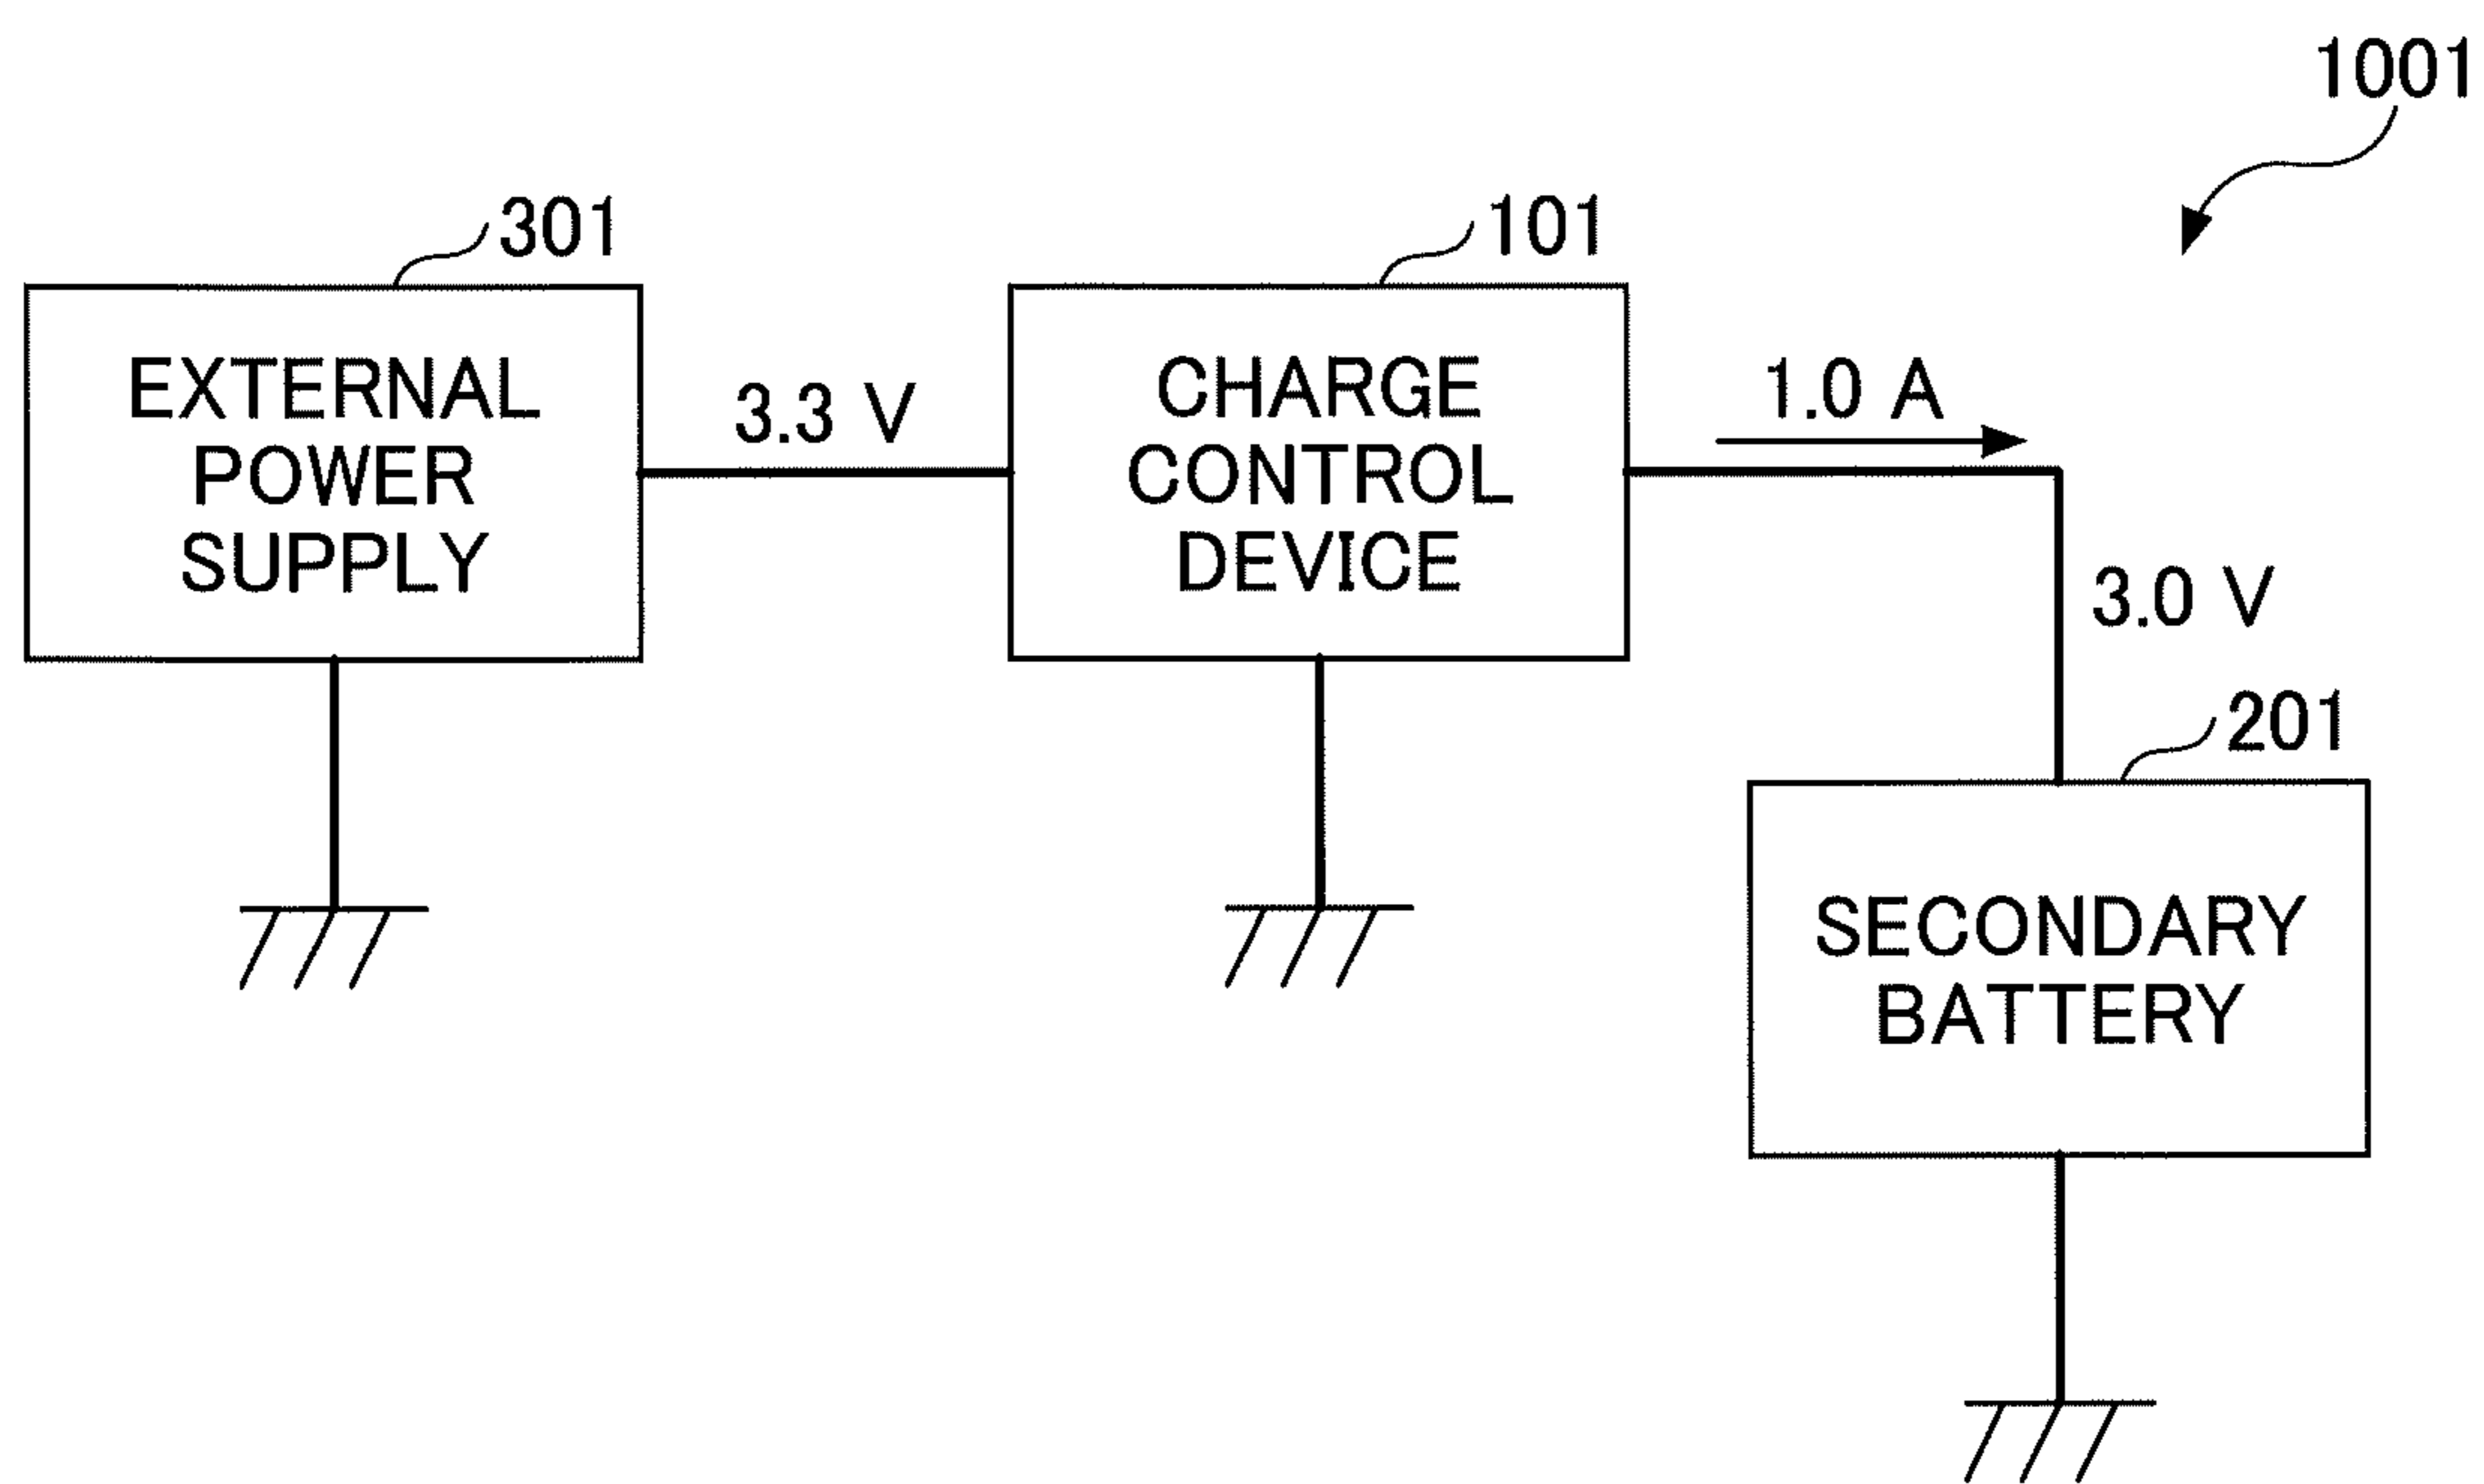 1001
301
EXTERNAL
POWER
SUPPLY
3.3 V
101
CHARGE
CONTROL
DEVICE
1.0 A
3.0 V
201
SECONDARY
BATTERY